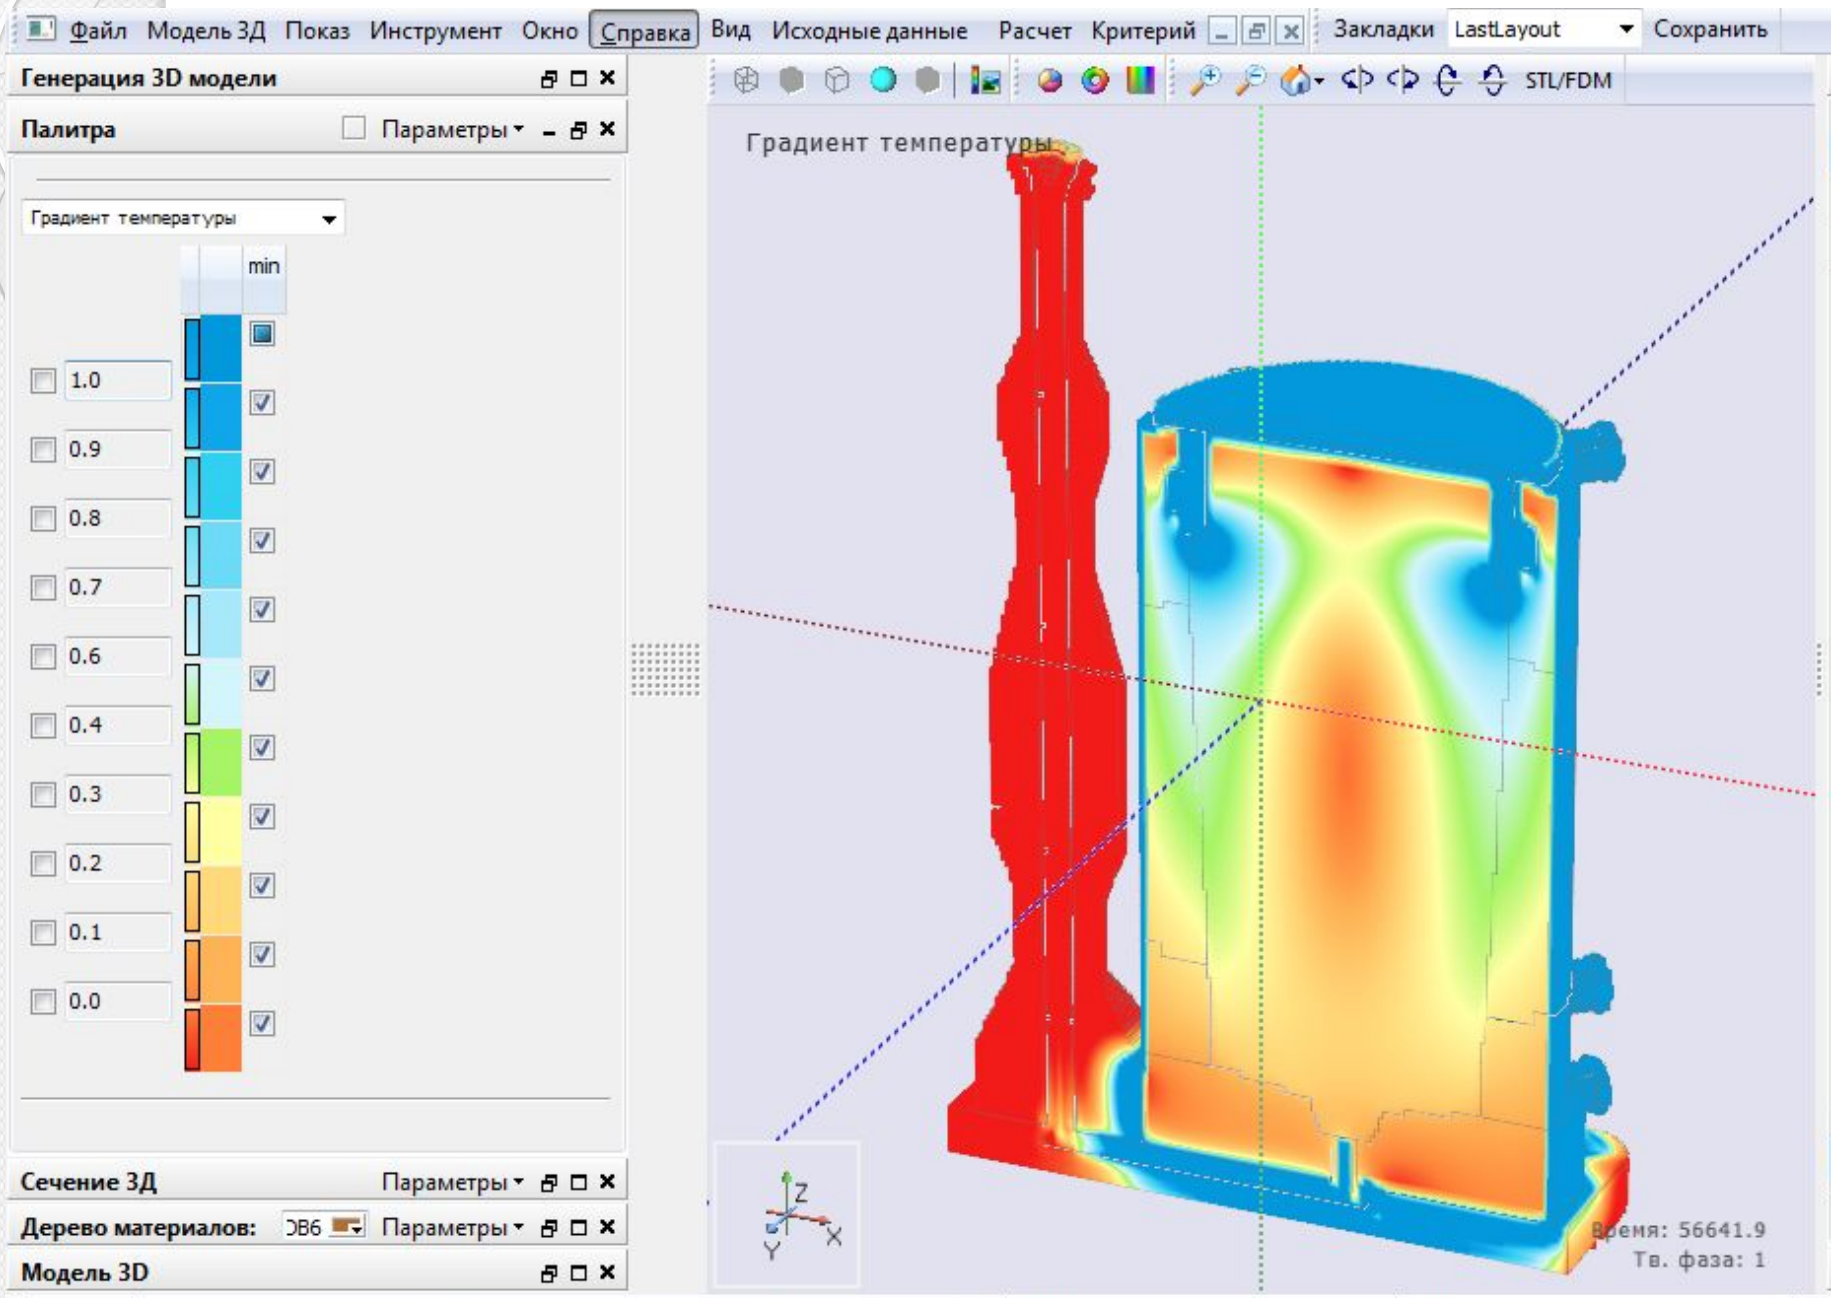 Файл Модель 3Д Показ Инструмент Окно Справка Вид Исходные данные Расчет Критерий Закладки LastLayout Сохранить
Генерация 3D модели
STL/FDM
Палитра Параметры
Градиент температуры
Градиент температуры
min
1.0
0.9
0.8
0.7
0.6
0.4
0.3
0.2
0.1
0.0
Сечение 3Д Параметры
Дерево материалов: ОВ6 Параметры
Модель 3D
Z
X
Y
Время: 56641.9
Тв. фаза: 1